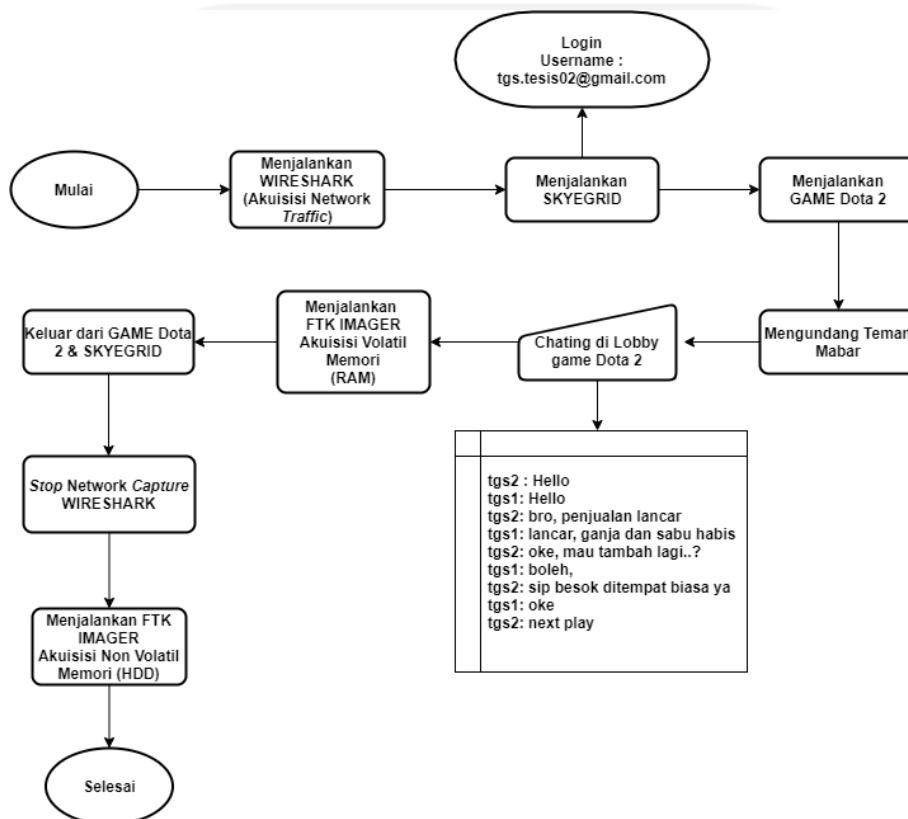 Login
Username :
tgs.tesis02@gmail.com
Mulai
Menjalankan
WIRESHARK
(Akuisisi Network
Traffic)
Menjalankan
SKYEGRID
Menjalankan
GAME Dota 2
Mengundang Teman
Mabar
Chating di Lobby
game Dota 2
Menjalankan
FTK IMAGER
Akuisisi Volatil
Memori
(RAM)
Keluar dari GAME Dota
2 & SKYEGRID
tgs2 : Hello
tgs1: Hello
tgs2: bro, penjualan lancar
tgs1: lancar, ganja dan sabu habis
tgs2: oke, mau tambah lagi..?
tgs1: boleh,
tgs2: sip besok ditempat biasa ya
tgs1: oke
tgs2: next play
Stop Network Capture
WIRESHARK
Menjalankan FTK
IMAGER
Akuisisi Non Volatil
Memori (HDD)
Selesai